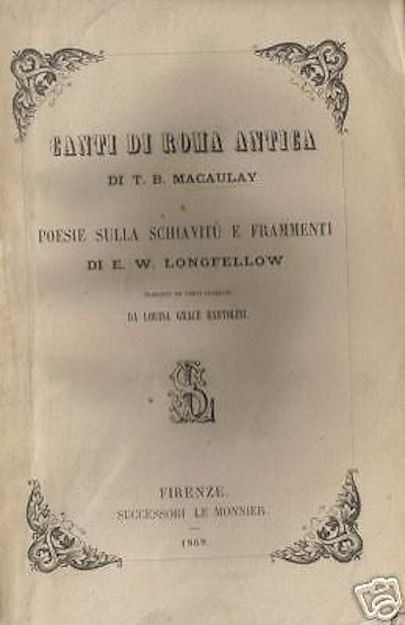 CANTI DI ROMA ANTICA
DI T. B. MACAULAY
E
POESIE SULLA SCHIAVITÙ E FRAMMENTI
DI E. W. LONGFELLOW
DA LOUISA GRACE BARTOLINI.
FIRENZE.
SUCCESSORI LE MONNIER.
1869.